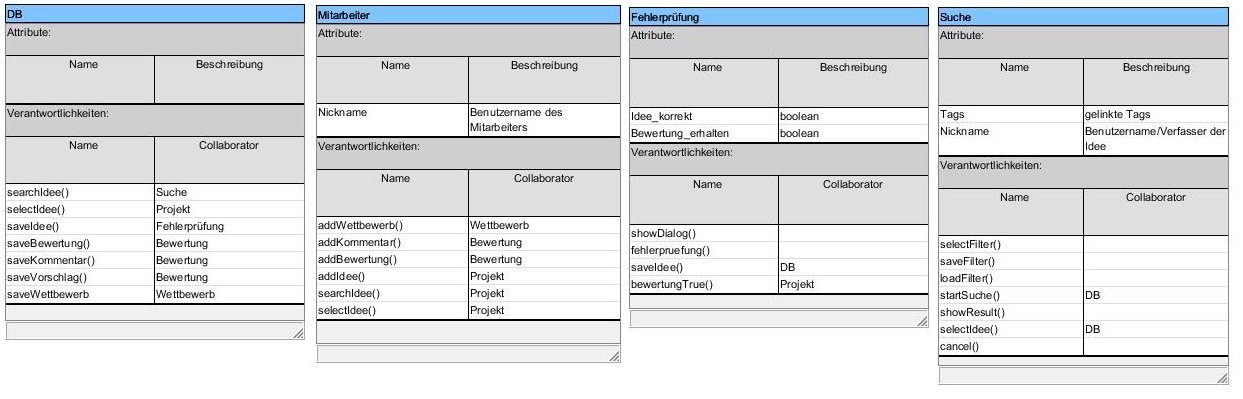 DB
Attribute:
Name Beschreibung
Verantwortlichkeiten:
Name Collaborator
searchIdee() Suche
selectIdee() Projekt
saveIdee() Fehlerprüfung
saveBewertung() Bewertung
saveKommentar() Bewertung
saveVorschlag() Bewertung
saveWettbewerb Wettbewerb
Mitarbeiter
Attribute:
Name Beschreibung
Nickname Benutzername des
Mitarbeiters
Verantwortlichkeiten:
Name Collaborator
addWettbewerb() Wettbewerb
addKommentar() Bewertung
addBewertung() Bewertung
addIdee() Projekt
searchIdee() Projekt
selectIdee() Projekt
Fehlerprüfung
Attribute:
Name Beschreibung
Idee_korrekt boolean
Bewertung_erhalten boolean
Verantwortlichkeiten:
Name Collaborator
showDialog()
fehlerpruefung()
saveIdee() DB
bewertungTrue() Projekt
Suche
Attribute:
Name Beschreibung
Tags gelinkte Tags
Nickname Benutzername/Verfasser der
Idee
Verantwortlichkeiten:
Name Collaborator
selectFilter()
saveFilter()
loadFilter()
startSuche() DB
showResult()
selectIdee() DB
cancel()